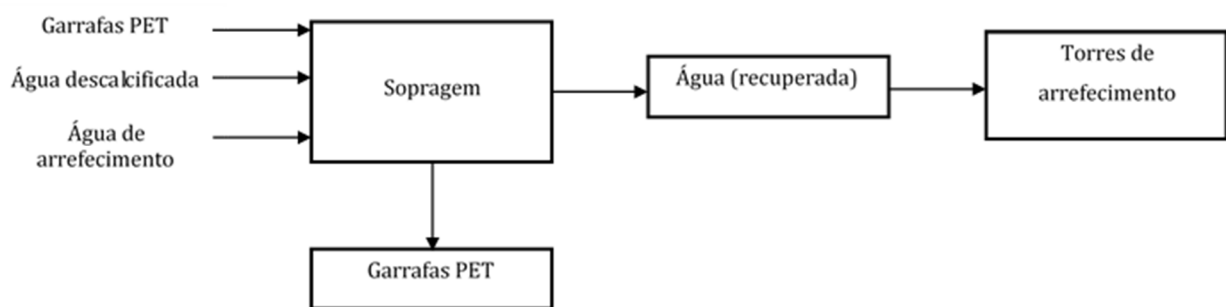 Garrafas PET
Água descalcificada
Água de
arrefecimento
Sopragem
Água (recuperada)
Torres de
arrefecimento
Garrafas PET